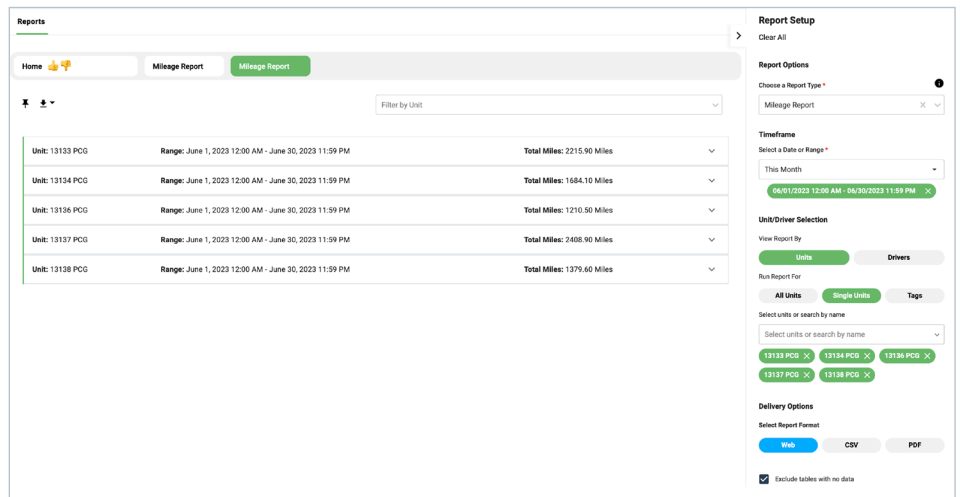 Reports
Home 👍👎 Mileage Report Mileage Report
Filter by Unit
Unit: 13133 PCG Range: June 1, 2023 12:00 AM - June 30, 2023 11:59 PM Total Miles: 2215.90 Miles
Unit: 13134 PCG Range: June 1, 2023 12:00 AM - June 30, 2023 11:59 PM Total Miles: 1684.10 Miles
Unit: 13136 PCG Range: June 1, 2023 12:00 AM - June 30, 2023 11:59 PM Total Miles: 1210.50 Miles
Unit: 13137 PCG Range: June 1, 2023 12:00 AM - June 30, 2023 11:59 PM Total Miles: 2408.90 Miles
Unit: 13138 PCG Range: June 1, 2023 12:00 AM - June 30, 2023 11:59 PM Total Miles: 1379.60 Miles
Report Setup
Clear All
Report Options
Choose a Report Type *
Mileage Report
Timeframe
Select a Date or Range *
This Month
06/01/2023 12:00 AM - 06/30/2023 11:59 PM
Unit/Driver Selection
View Report By
Units Drivers
Run Report For
All Units Single Units Tags
Select units or search by name
Select units or search by name
13133 PCG 13134 PCG 13136 PCG
13137 PCG 13138 PCG
Delivery Options
Select Report Format
Web CSV PDF
Exclude tables with no data